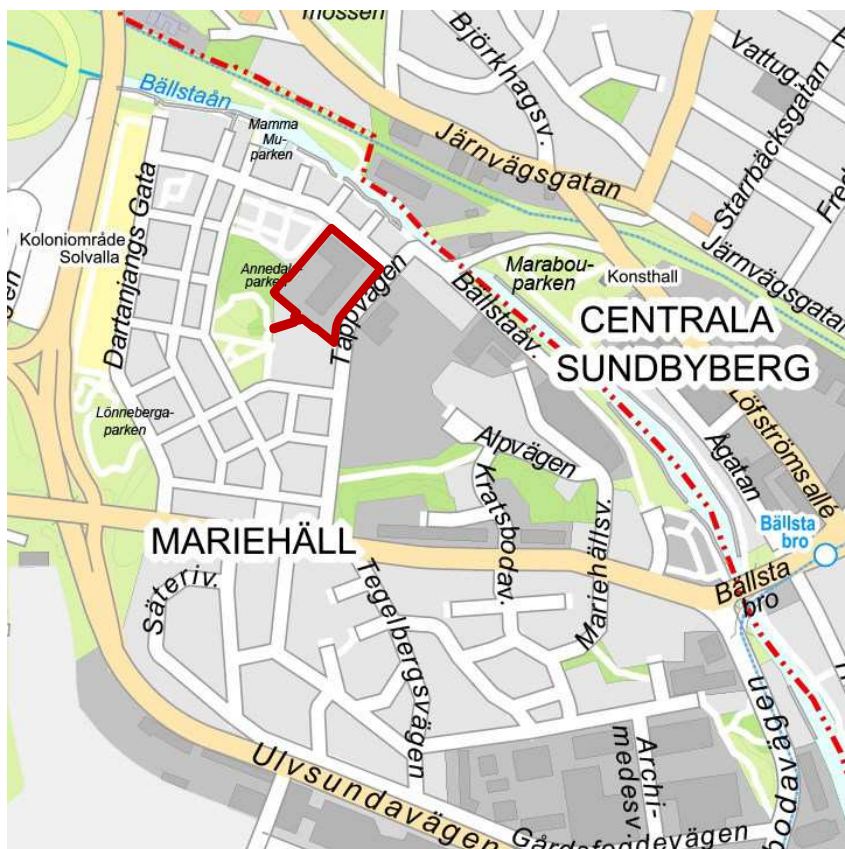 mossen
Björkhagsv.
Vattug.
Starrbäcksgatan
Bällstaån
Mamma
Mu-
parken
Järnvägsgatan
Dartanjangs Gata
Koloniområde
Solvalla
Annedals-
parken
Tappvägen
Marabou-
parken
Konsthall
Järnvägsgatan
Bällstaåv.
CENTRALA
SUNDBYBERG
Lönneberga-
parken
Alpvägen
Löfströmsallé
Ågatan
Kratsbodav.
Mariehällsv.
Bällsta
bro
MARIEHÄLL
Bällsta
bro
Säteriv.
Tegelbergsvägen
Ulvsundavägen
Archi-
medesv.
Gårdsfogdevägen